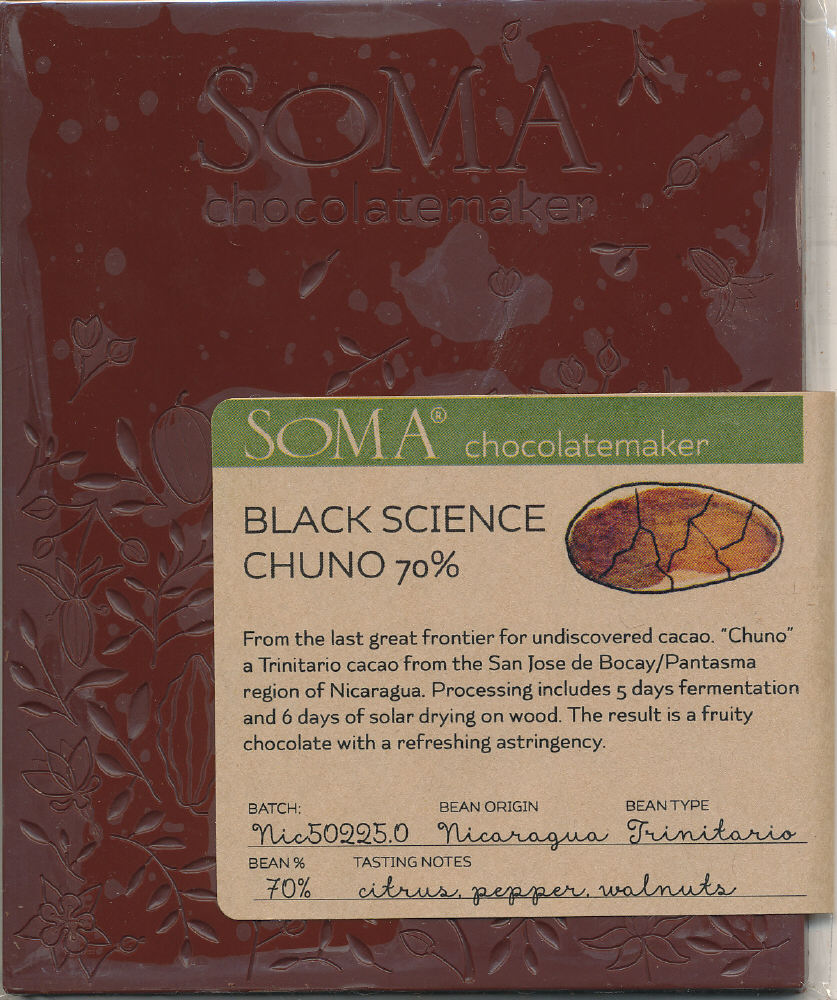 SOMA
chocolatemaker
SOMA® chocolatemaker
BLACK SCIENCE
CHUNO 70%
From the last great frontier for undiscovered cacao. "Chuno"
a Trinitario cacao from the San Jose de Bocay/Pantasma
region of Nicaragua. Processing includes 5 days fermentation
and 6 days of solar drying on wood. The result is a fruity
chocolate with a refreshing astringency.
BATCH: BEAN ORIGIN BEAN TYPE
Nic50225.0 Nicaragua Trinitario
BEAN % TASTING NOTES
70% citrus, pepper, walnuts